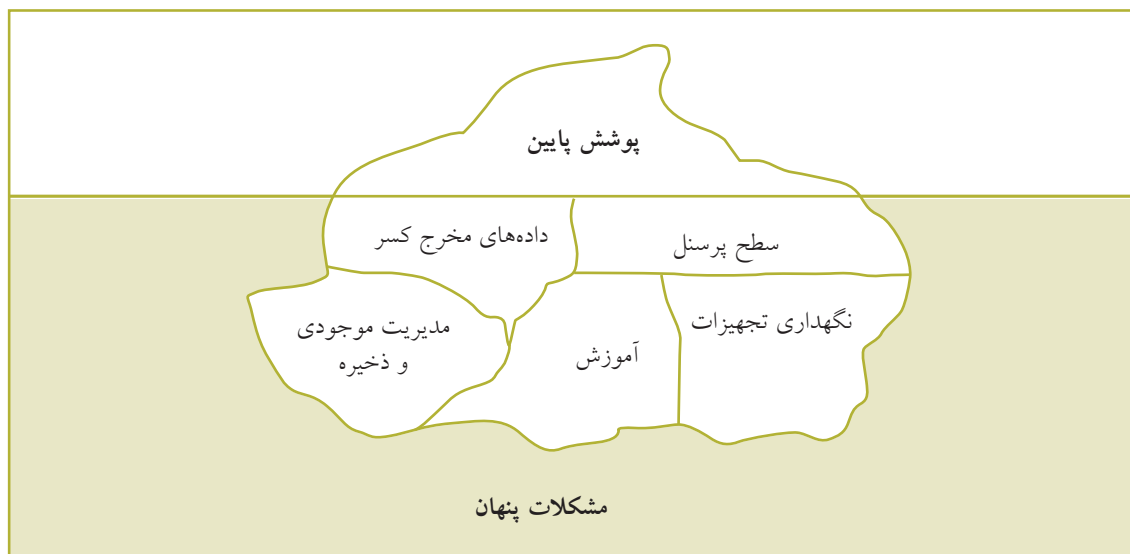 پوشش پایین
سطح پرسنل
داده‌های مخرج کسر
نگهداری تجهیزات
آموزش
مدیریت موجودی
و ذخیره
مشکلات پنهان